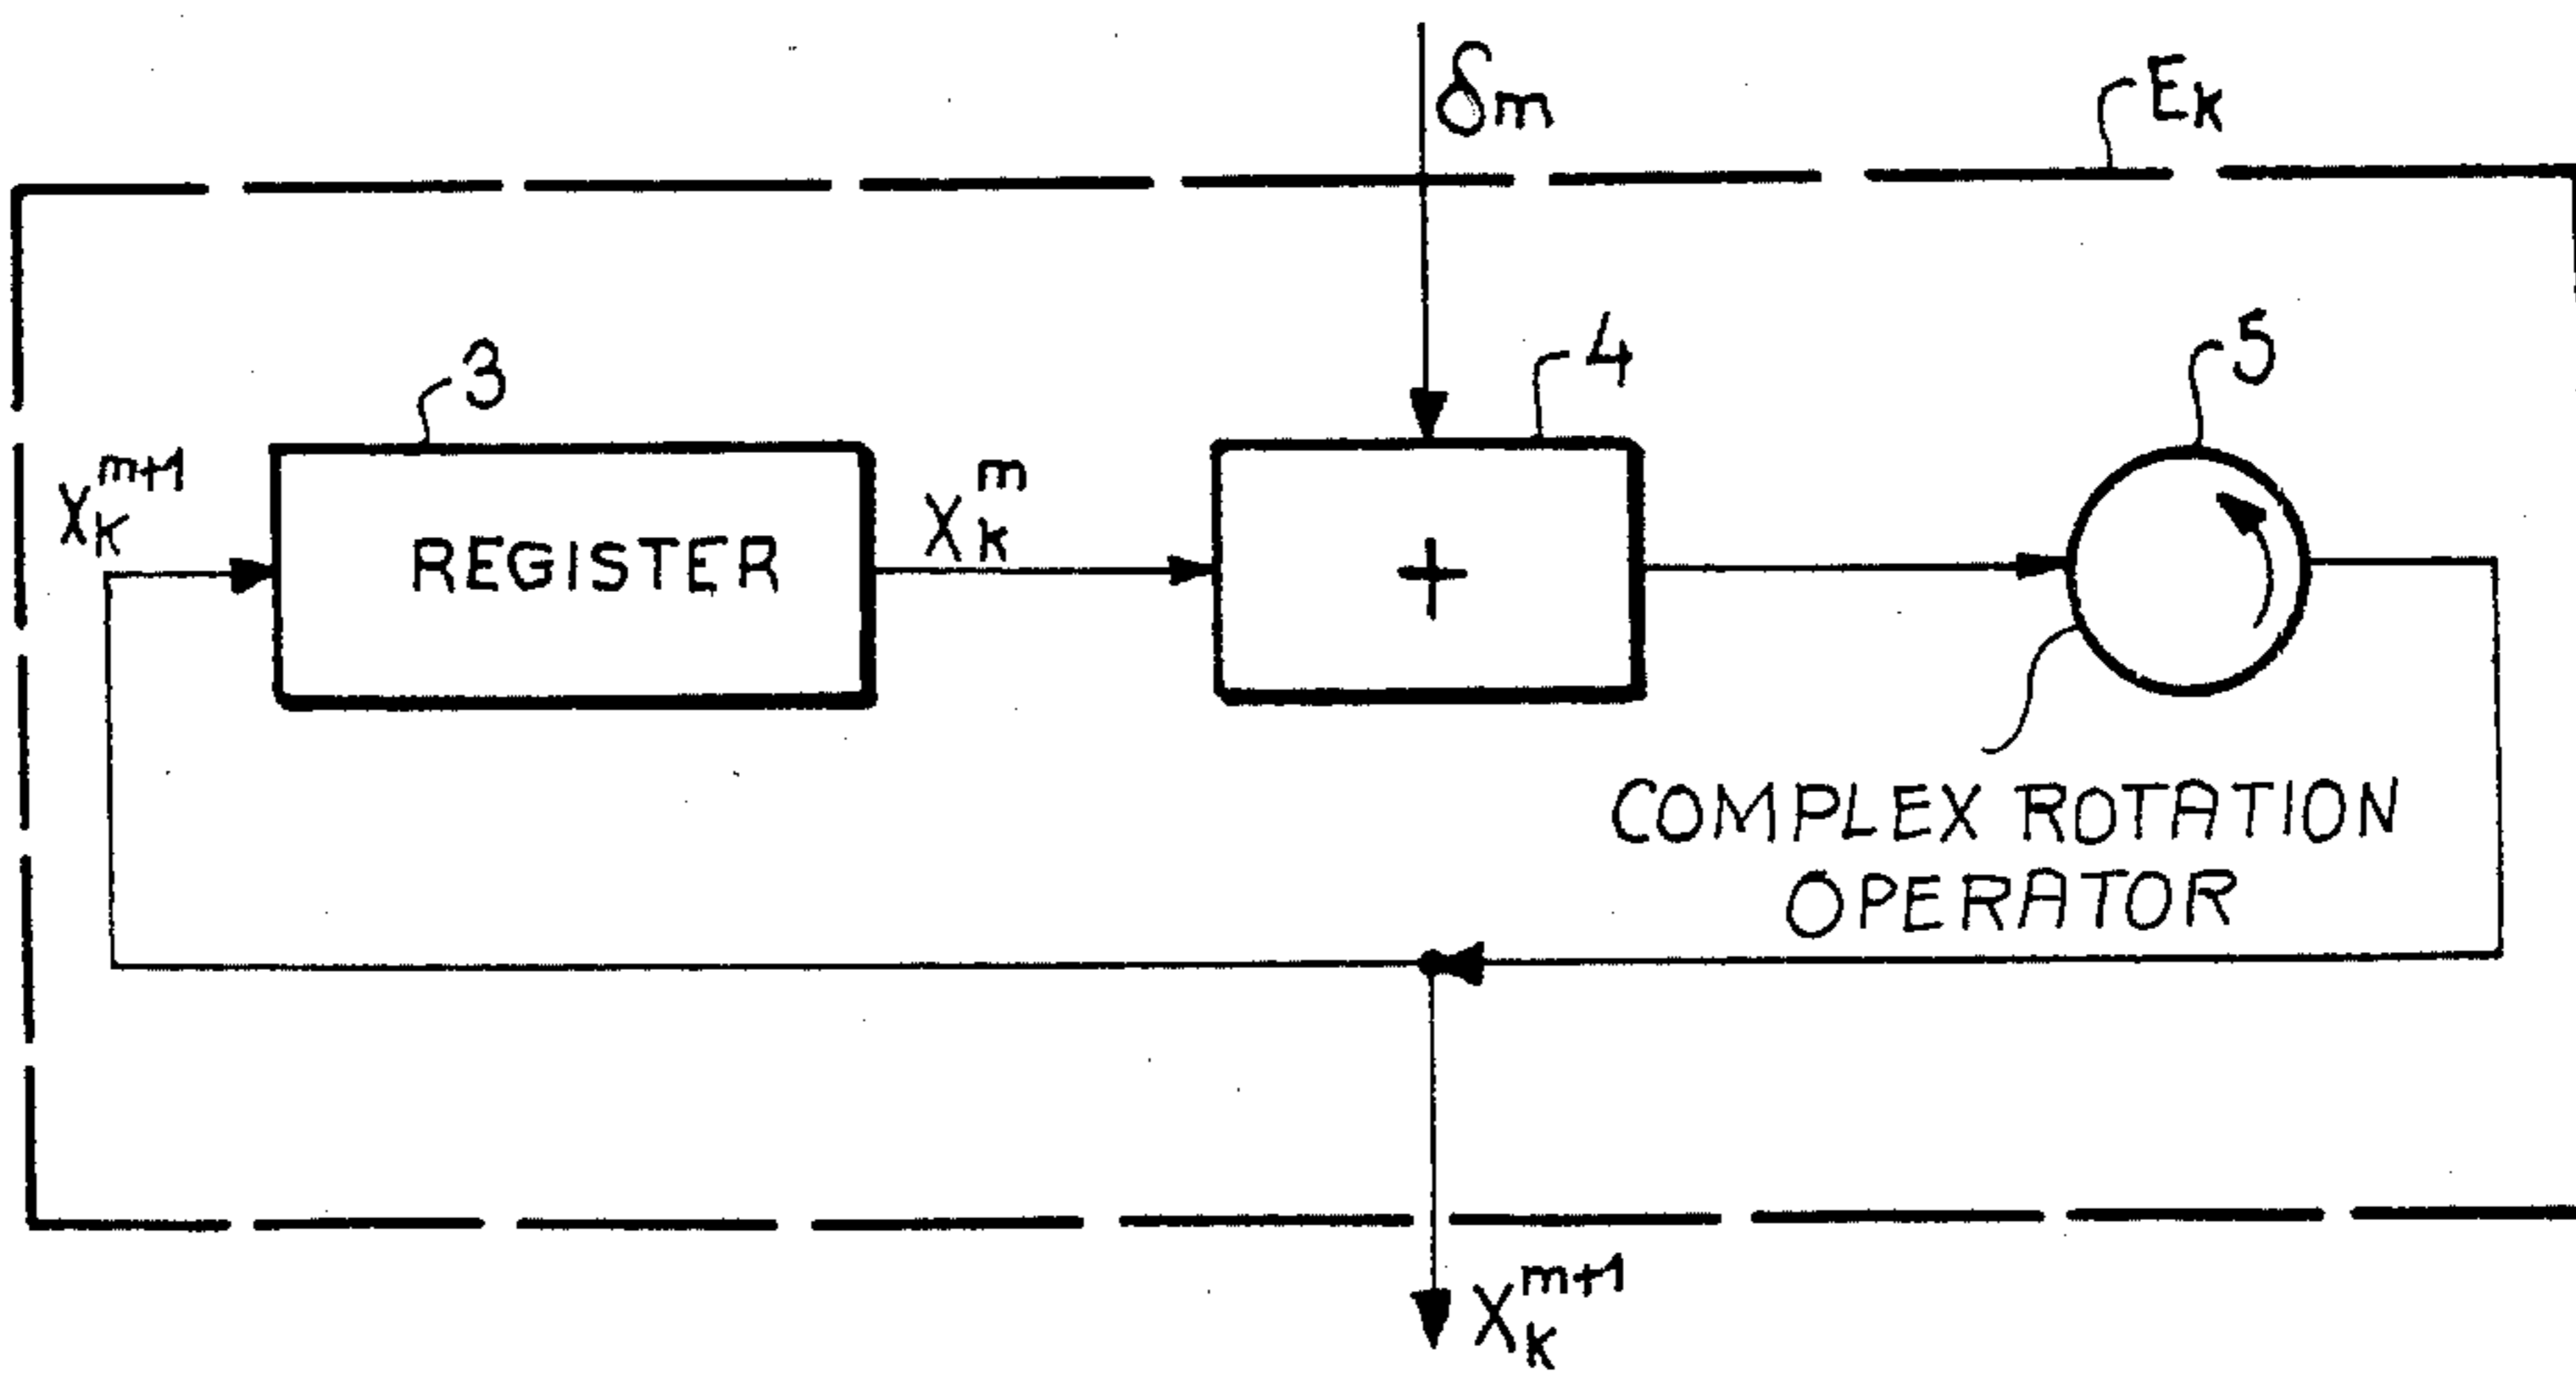 δm
Ek
3
4
5
X_K^{m+1}
REGISTER
X_k^m
+
COMPLEX ROTATION
OPERATOR
X_k^{m+1}